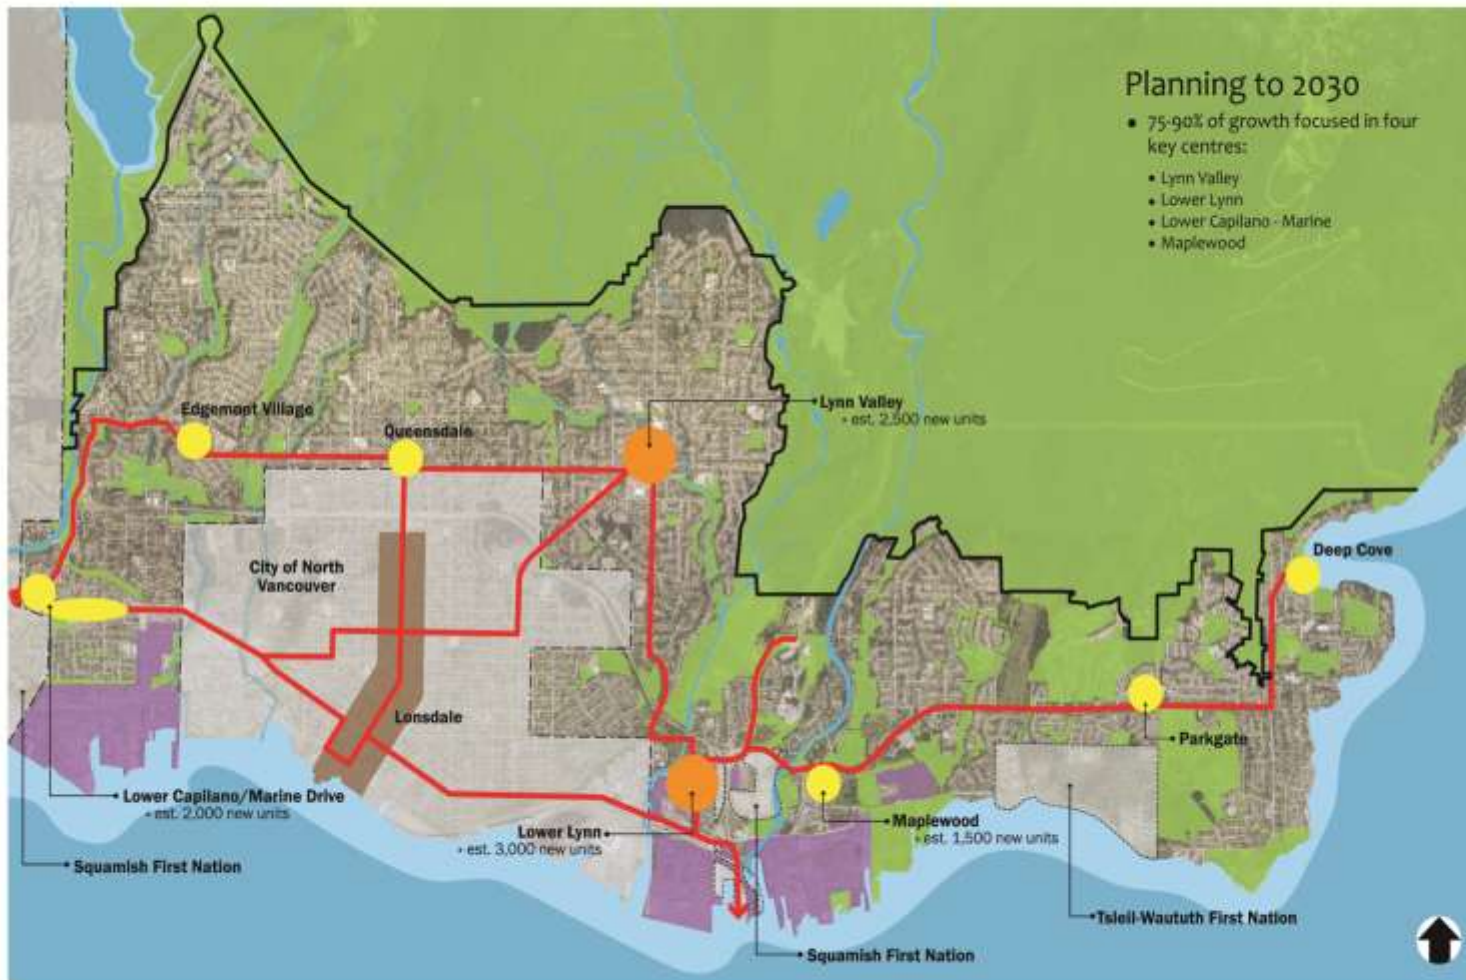 Planning to 2030
• 75-90% of growth focused in four
key centres:
• Lynn Valley
• Lower Lynn
• Lower Capilano - Marine
• Maplewood
Edgemont Village
Queensdale
Lynn Valley
• est. 2,500 new units
City of North
Vancouver
Deep Cove
Lonsdale
Parkgate
Lower Capilano/Marine Drive
• est. 2,000 new units
Lower Lynn
• est. 3,000 new units
Maplewood
• est. 1,500 new units
Squamish First Nation
Tsleil-Waututh First Nation
Squamish First Nation